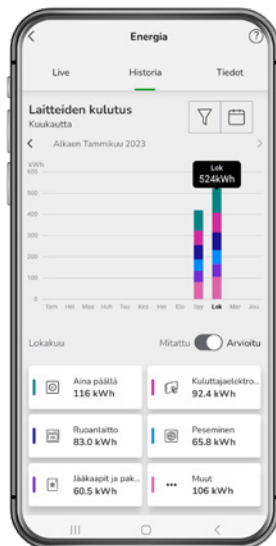 Energia
Live Historia Tiedot
Laitteiden kulutus
Kuukautta
Alkaen Tammikuu 2023
kWh
600
Lok
524kWh
500
400
300
200
100
0
Tam Hel Maa Huh Tou Kes Hei Elo Syy Lok Mar Jou
Lokakuu Mitattu Arvioitu
Aina päällä
116 kWh
Kuluttajaelektro...
92.4 kWh
Ruoanlaitto
83.0 kWh
Peseminen
65.8 kWh
Jääkaapit ja pak...
60.5 kWh
Muut
106 kWh